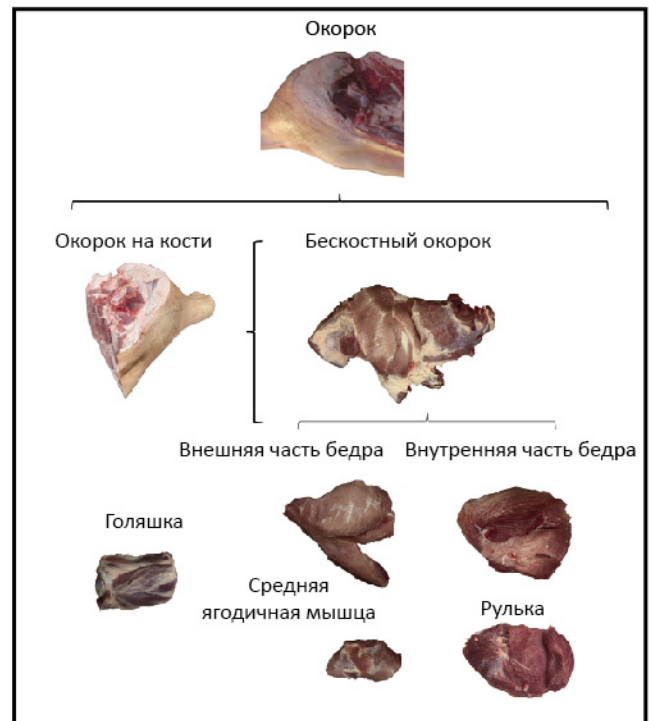 Окорок
Окорок на кости
Бескостный окорок
Внешняя часть бедра
Внутренняя часть бедра
Голяшка
Средняя
ягодичная мышца
Рулька